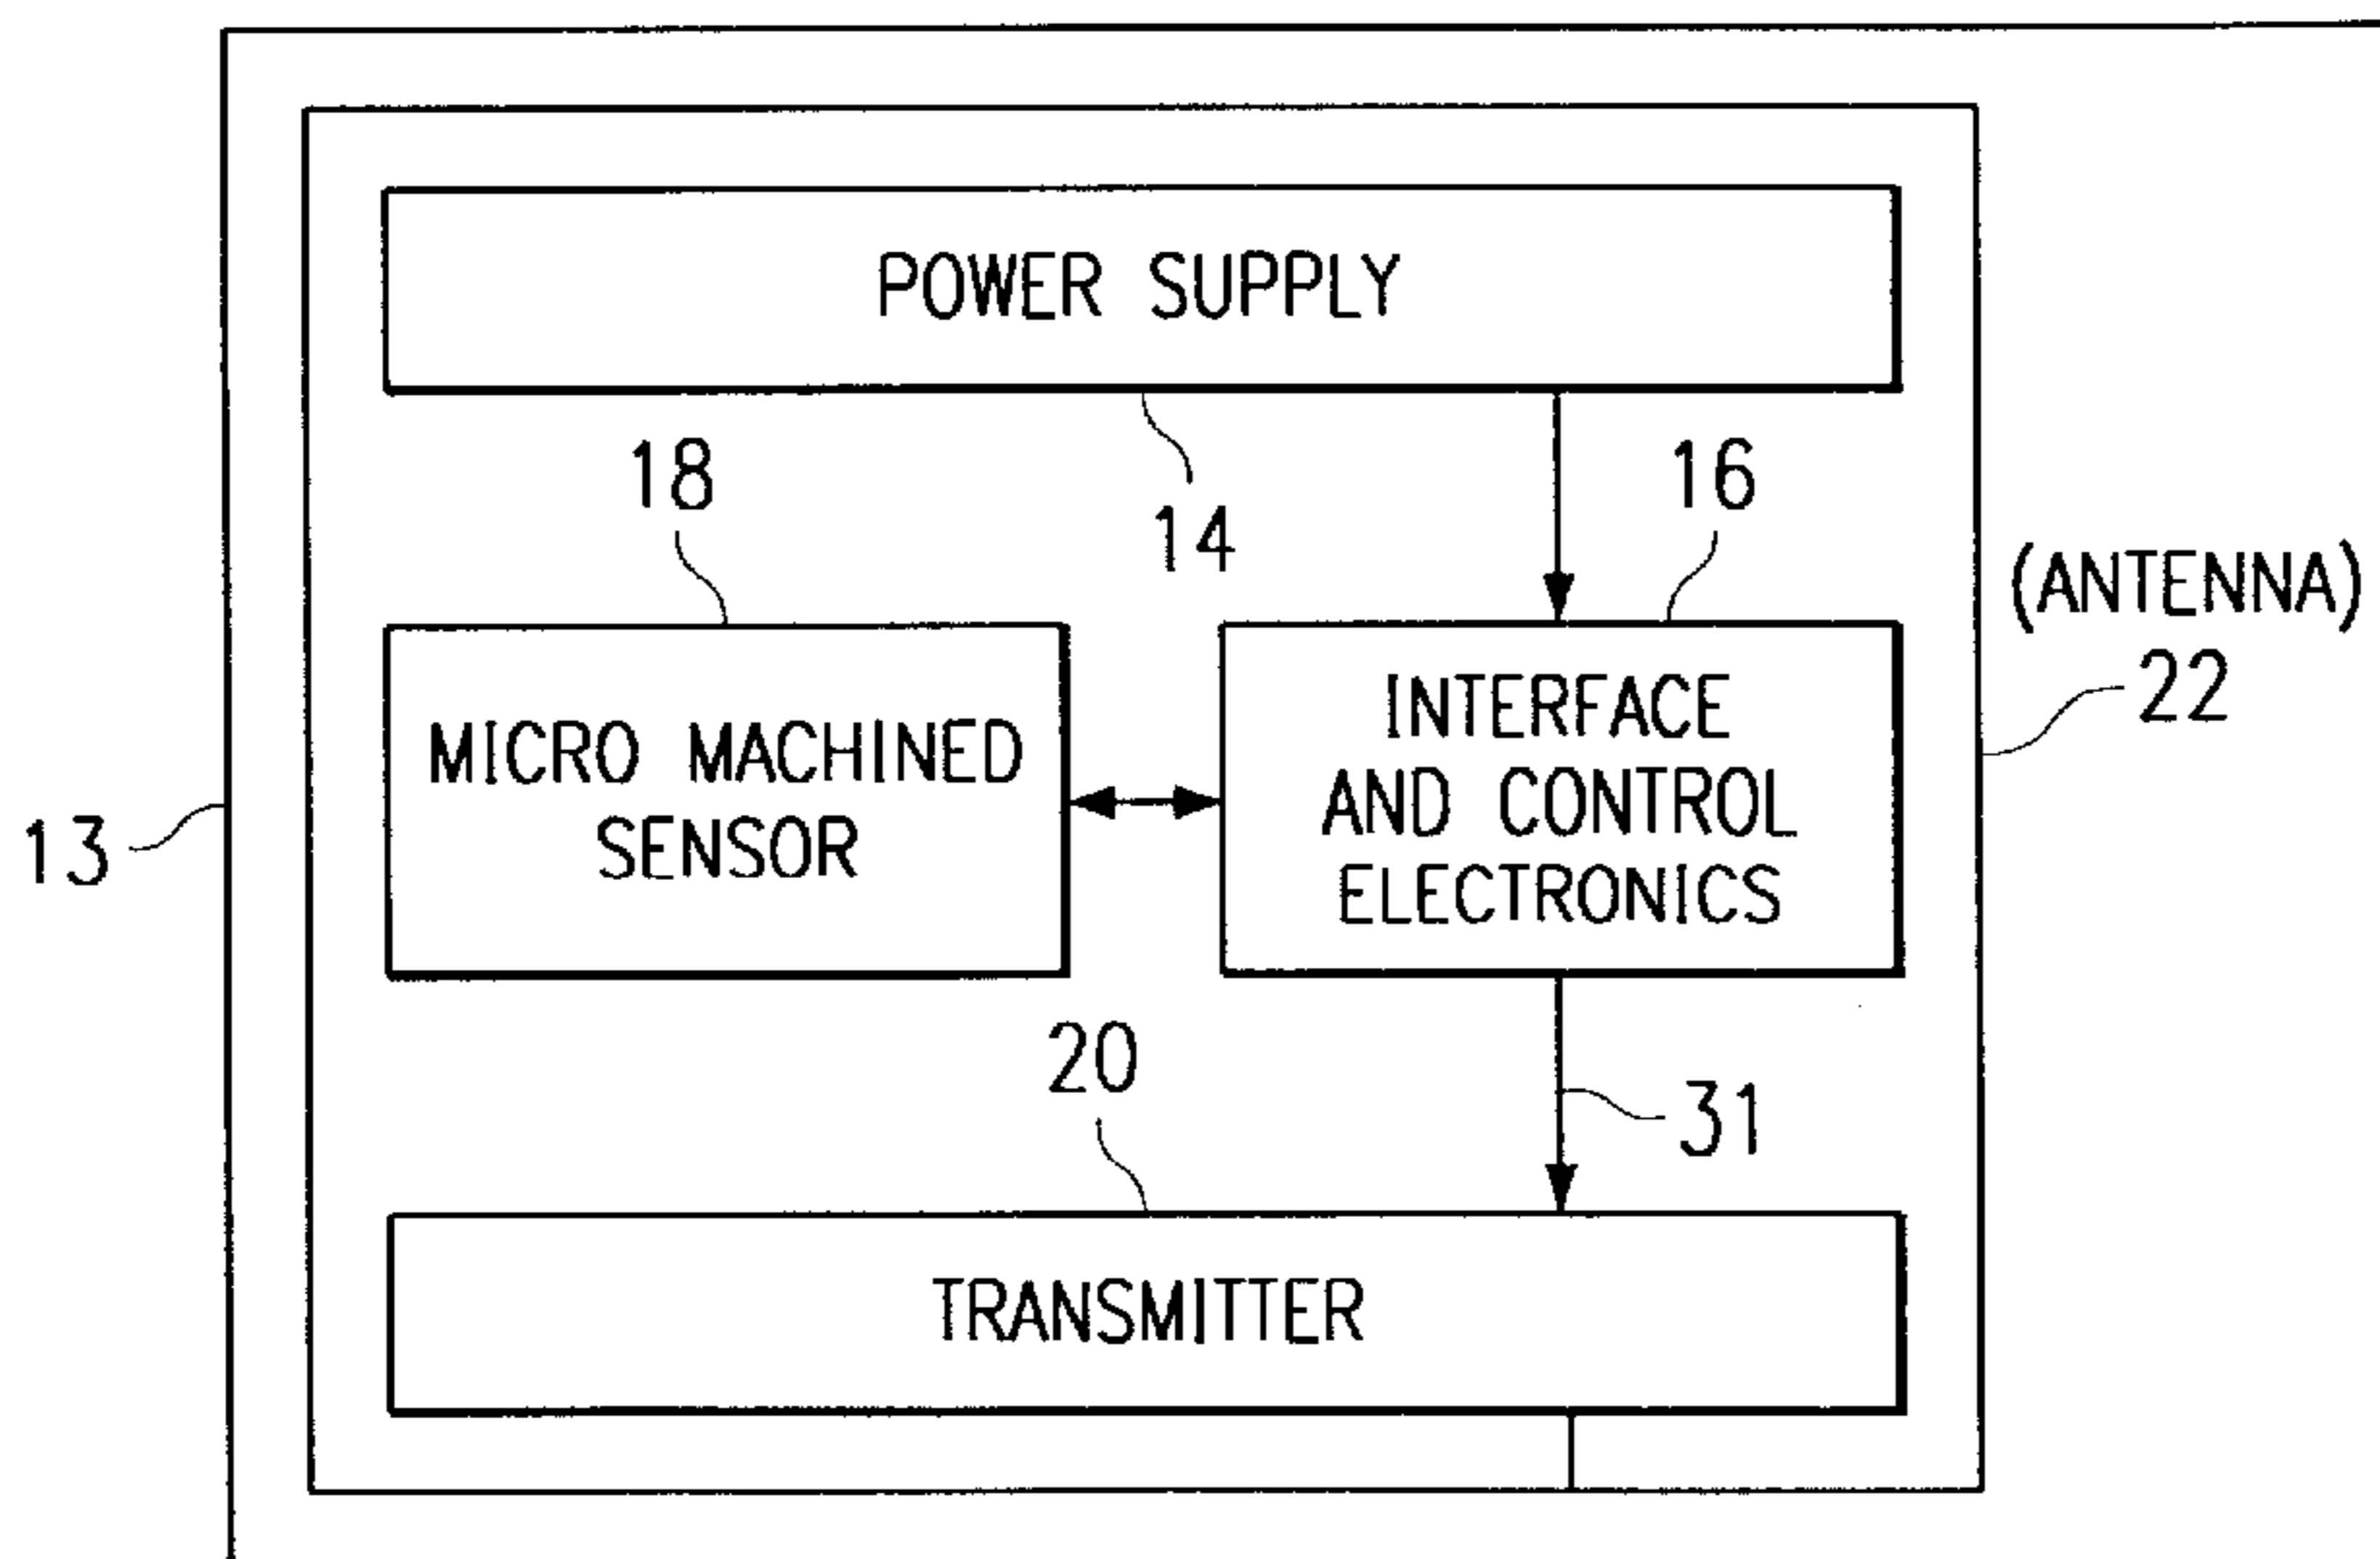 POWER SUPPLY
18
14
16
(ANTENNA)
22
MICRO MACHINED
SENSOR
INTERFACE
AND CONTROL
ELECTRONICS
13
20
31
TRANSMITTER